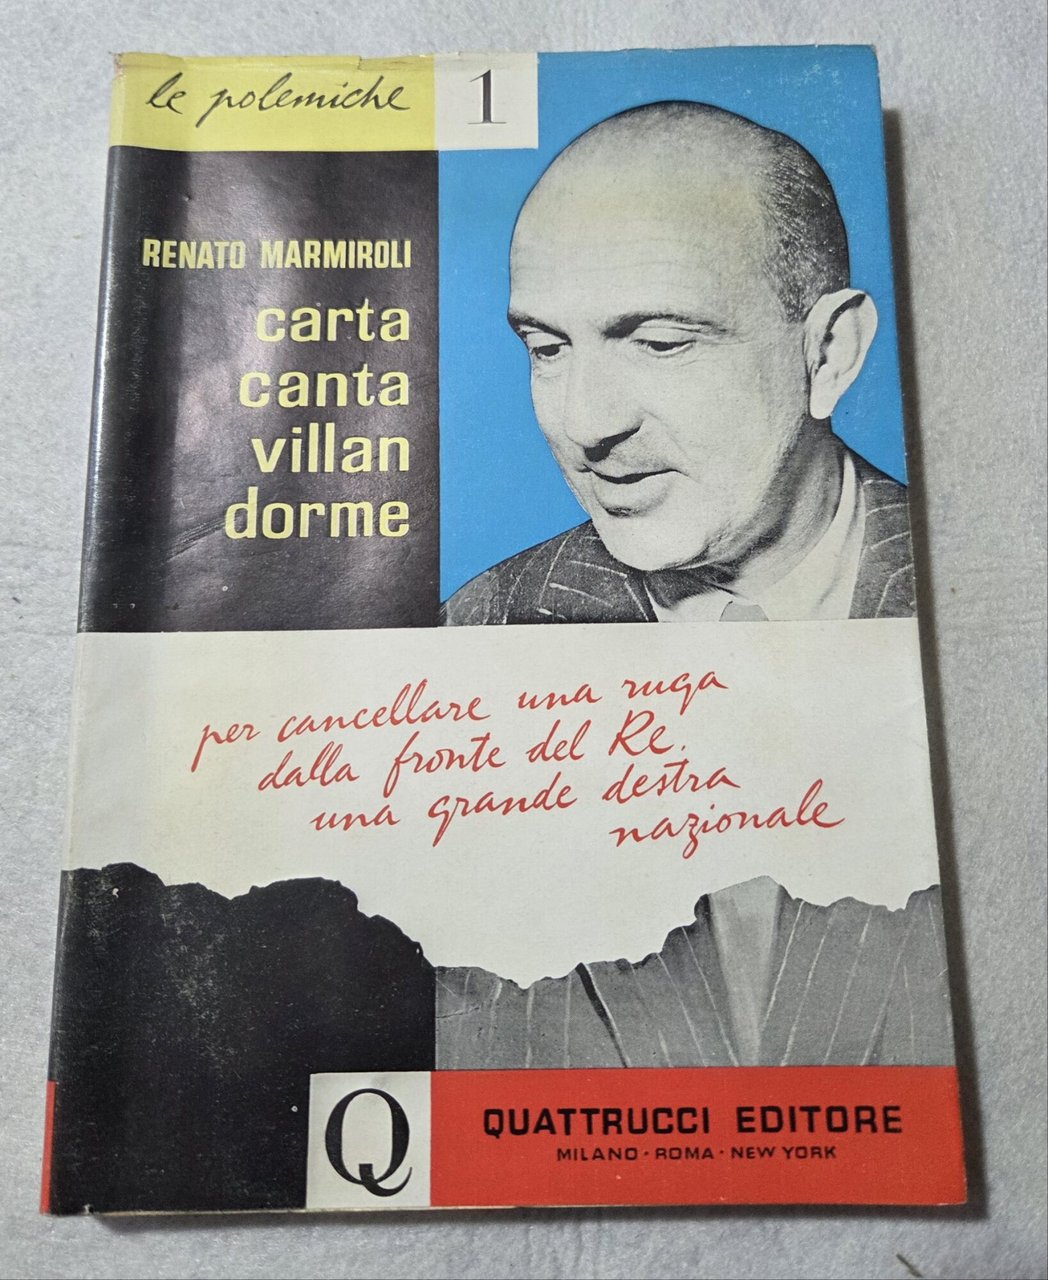 le polemiche
1
RENATO MARMIROLI
carta
canta
villan
dorme
per cancellare una ruga
dalla fronte del Re.
una grande destra
nazionale
Q
QUATTRUCCI EDITORE
MILANO · ROMA · NEW YORK